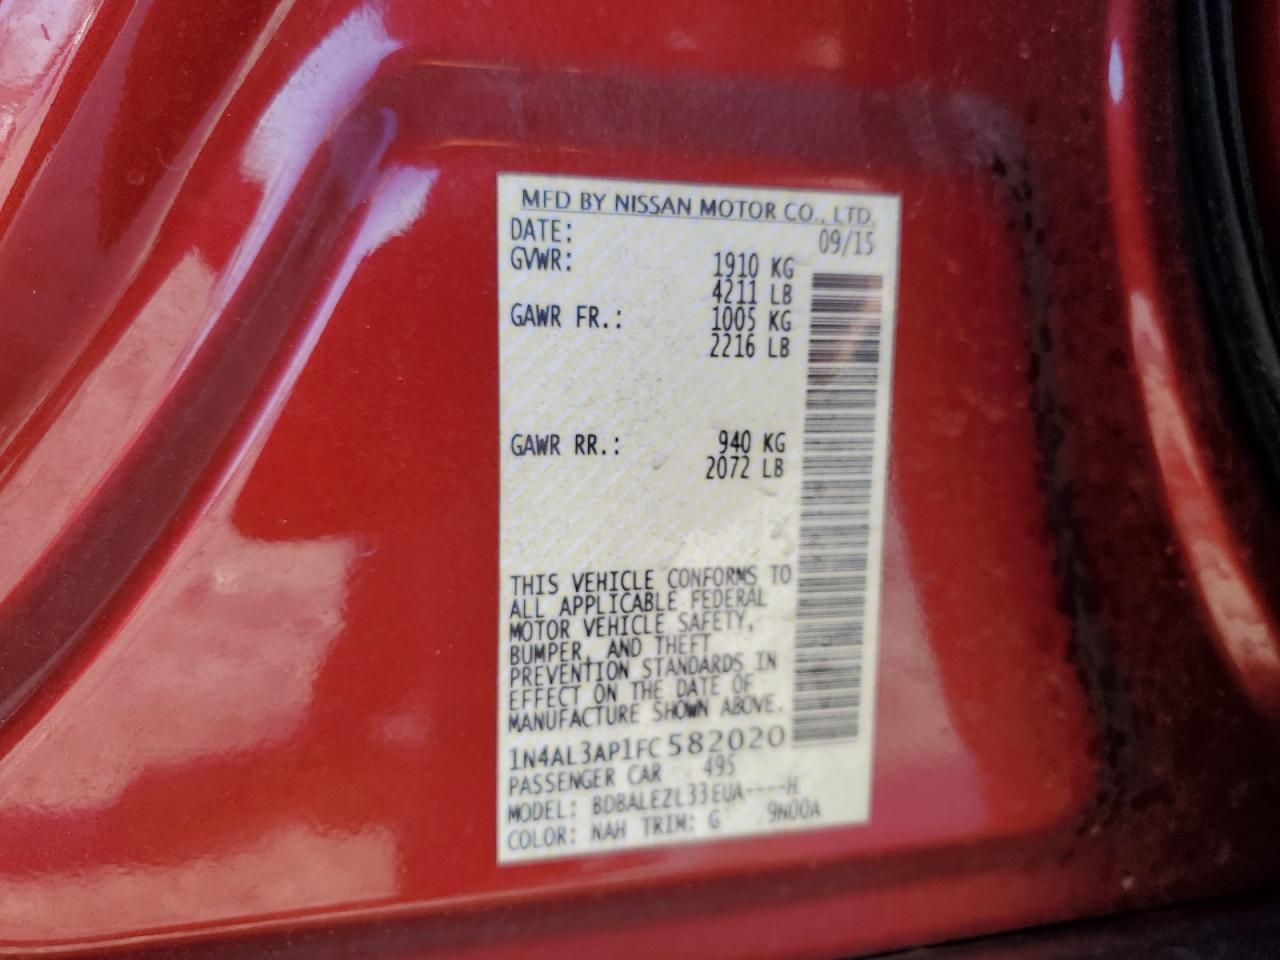 MFD BY NISSAN MOTOR CO., LTD.
DATE: 09/15
GVWR: 1910 KG
4211 LB
GAWR FR.: 1005 KG
2216 LB
GAWR RR.: 940 KG
2072 LB
THIS VEHICLE CONFORMS TO
ALL APPLICABLE FEDERAL
MOTOR VEHICLE SAFETY,
BUMPER, AND THEFT
PREVENTION STANDARDS IN
EFFECT ON THE DATE OF
MANUFACTURE SHOWN ABOVE.
1N4AL3AP1FC582020
PASSENGER CAR 495
MODEL: BDBALEZL33EUA----H
COLOR: NAH TRIM: G 9N00A